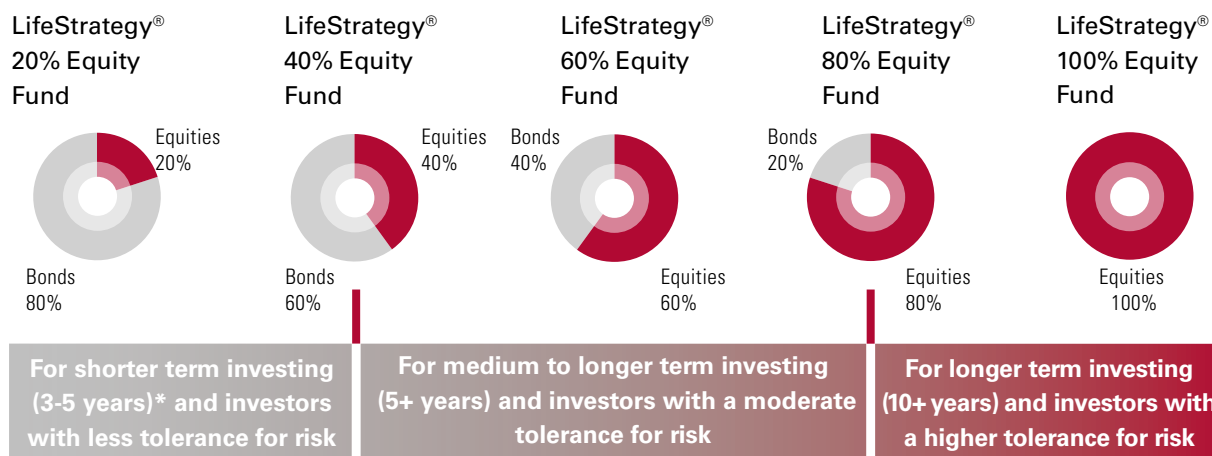 LifeStrategy®
20% Equity
Fund
LifeStrategy®
40% Equity
Fund
LifeStrategy®
60% Equity
Fund
LifeStrategy®
80% Equity
Fund
LifeStrategy®
100% Equity
Fund
Equities
20%
Bonds
80%
Equities
40%
Bonds
60%
Bonds
40%
Equities
60%
Bonds
20%
Equities
80%
Equities
100%
For shorter term investing
(3-5 years)* and investors
with less tolerance for risk
For medium to longer term investing
(5+ years) and investors with a moderate
tolerance for risk
For longer term investing
(10+ years) and investors with
a higher tolerance for risk